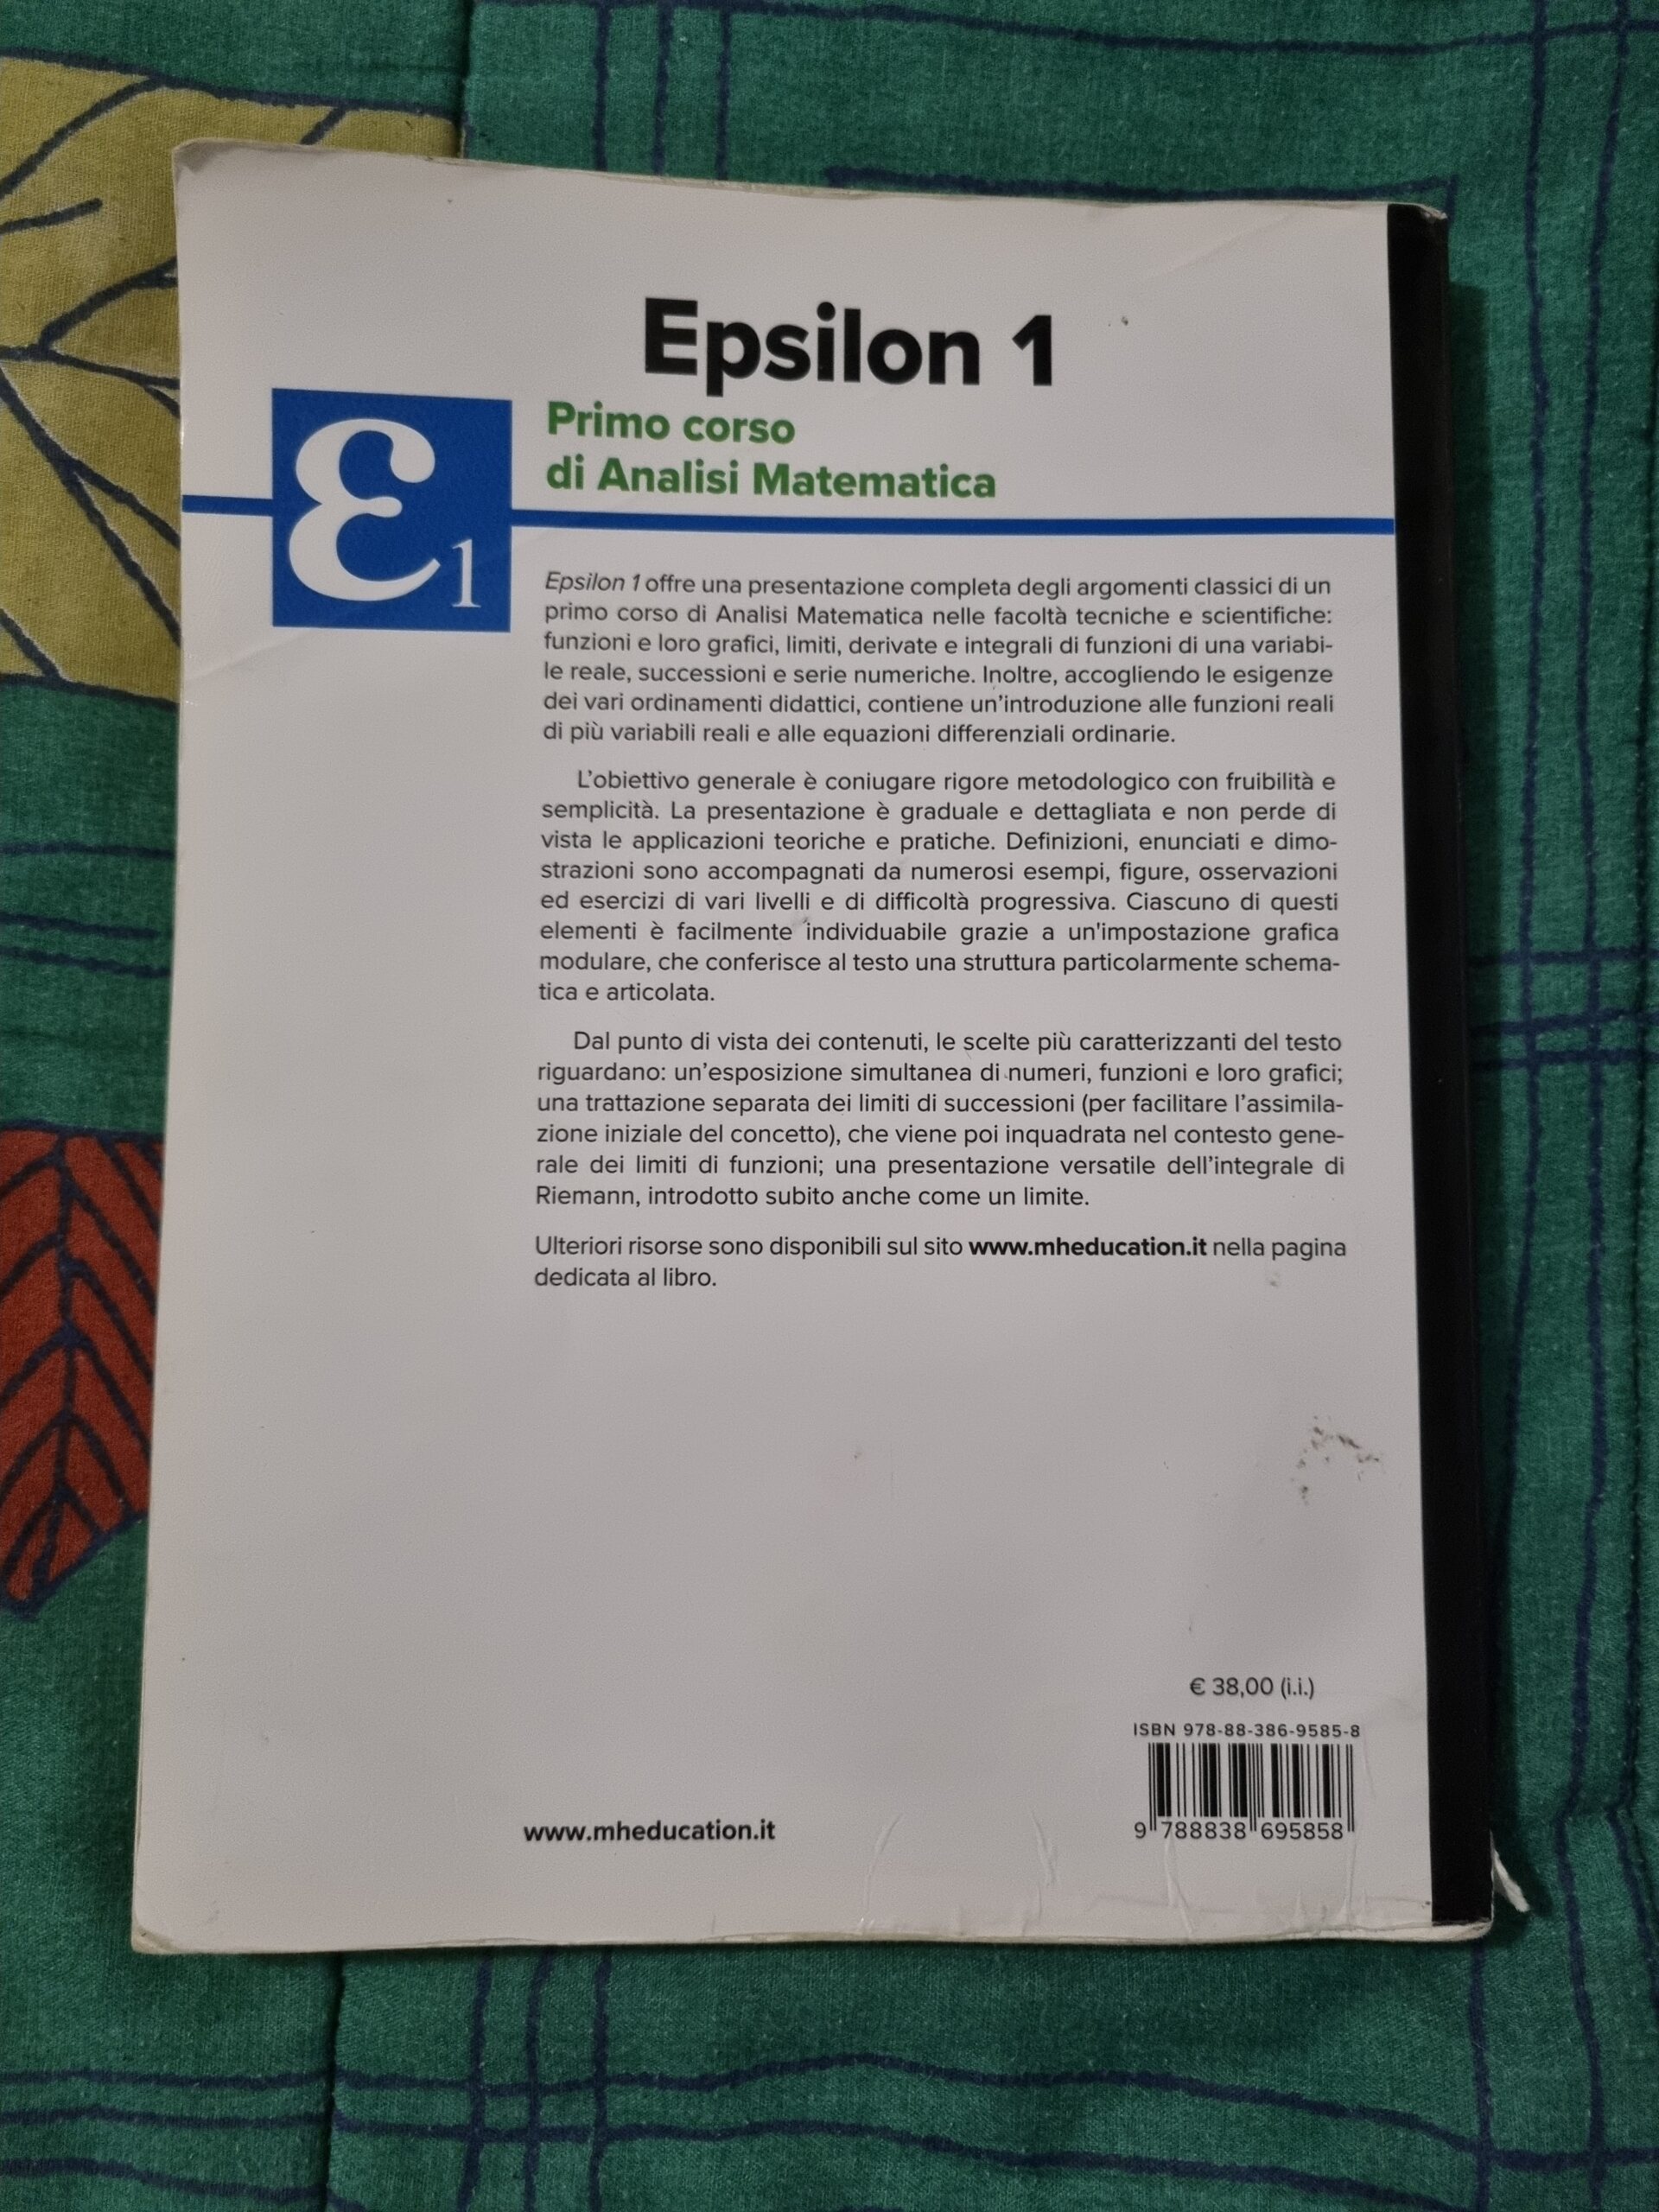 Epsilon 1
Primo corso
di Analisi Matematica
ε1
Epsilon 1 offre una presentazione completa degli argomenti classici di un
primo corso di Analisi Matematica nelle facoltà tecniche e scientifiche:
funzioni e loro grafici, limiti, derivate e integrali di funzioni di una variabi-
le reale, successioni e serie numeriche. Inoltre, accogliendo le esigenze
dei vari ordinamenti didattici, contiene un’introduzione alle funzioni reali
di più variabili reali e alle equazioni differenziali ordinarie.
L’obiettivo generale è coniugare rigore metodologico con fruibilità e
semplicità. La presentazione è graduale e dettagliata e non perde di
vista le applicazioni teoriche e pratiche. Definizioni, enunciati e dimo-
strazioni sono accompagnati da numerosi esempi, figure, osservazioni
ed esercizi di vari livelli e di difficoltà progressiva. Ciascuno di questi
elementi è facilmente individuabile grazie a un'impostazione grafica
modulare, che conferisce al testo una struttura particolarmente schema-
tica e articolata.
Dal punto di vista dei contenuti, le scelte più caratterizzanti del testo
riguardano: un’esposizione simultanea di numeri, funzioni e loro grafici;
una trattazione separata dei limiti di successioni (per facilitare l’assimila-
zione iniziale del concetto), che viene poi inquadrata nel contesto gene-
rale dei limiti di funzioni; una presentazione versatile dell’integrale di
Riemann, introdotto subito anche come un limite.
Ulteriori risorse sono disponibili sul sito www.mheducation.it nella pagina
dedicata al libro.
€ 38,00 (i.i.)
ISBN 978-88-386-9585-8
9 788838 695858
www.mheducation.it